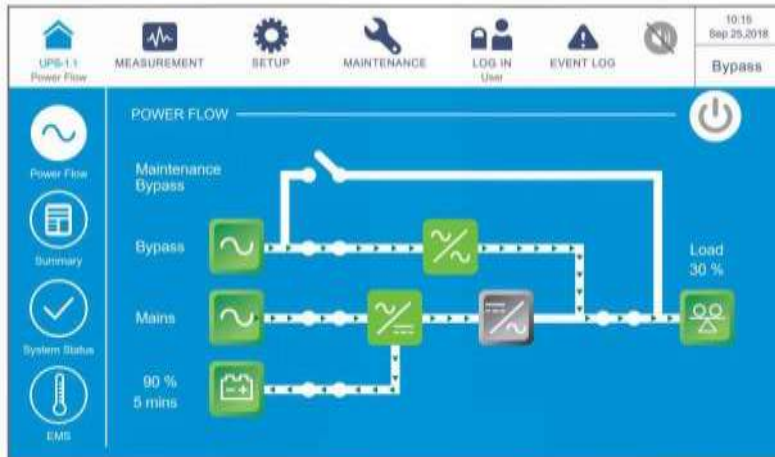 UPS-1.1
Power Flow
MEASUREMENT
SETUP
MAINTENANCE
LOG IN
User
EVENT LOG
10:15
Sep 25,2018
Bypass
POWER FLOW
Power Flow
Summary
System Status
EMS
Maintenance
Bypass
Bypass
Mains
90 %
5 mins
Load
30 %